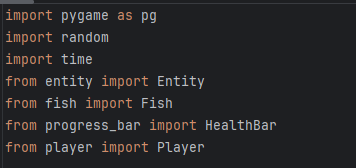 import pygame as pg
import random
import time
from entity import Entity
from fish import Fish
from progress_bar import HealthBar
from player import Player